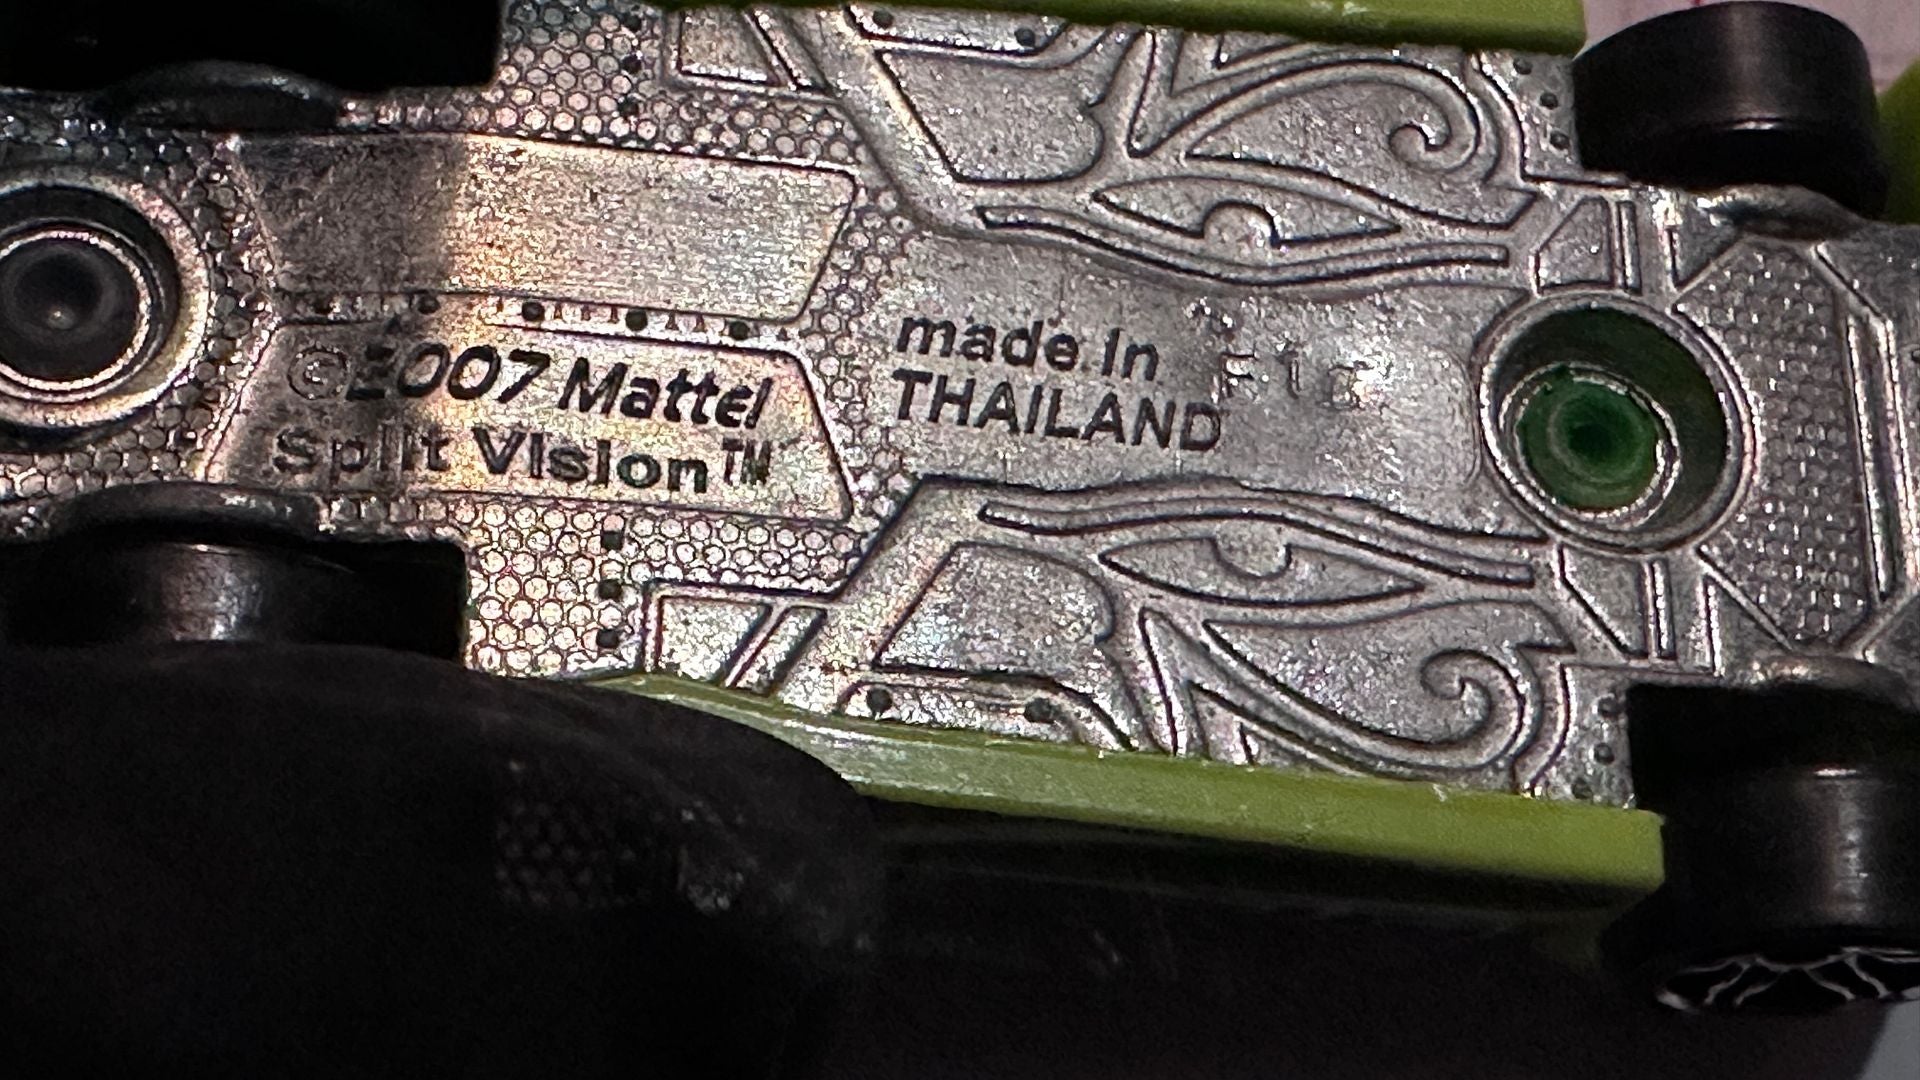 ©2007 Mattel
Split Vision™
made.In
THAILAND